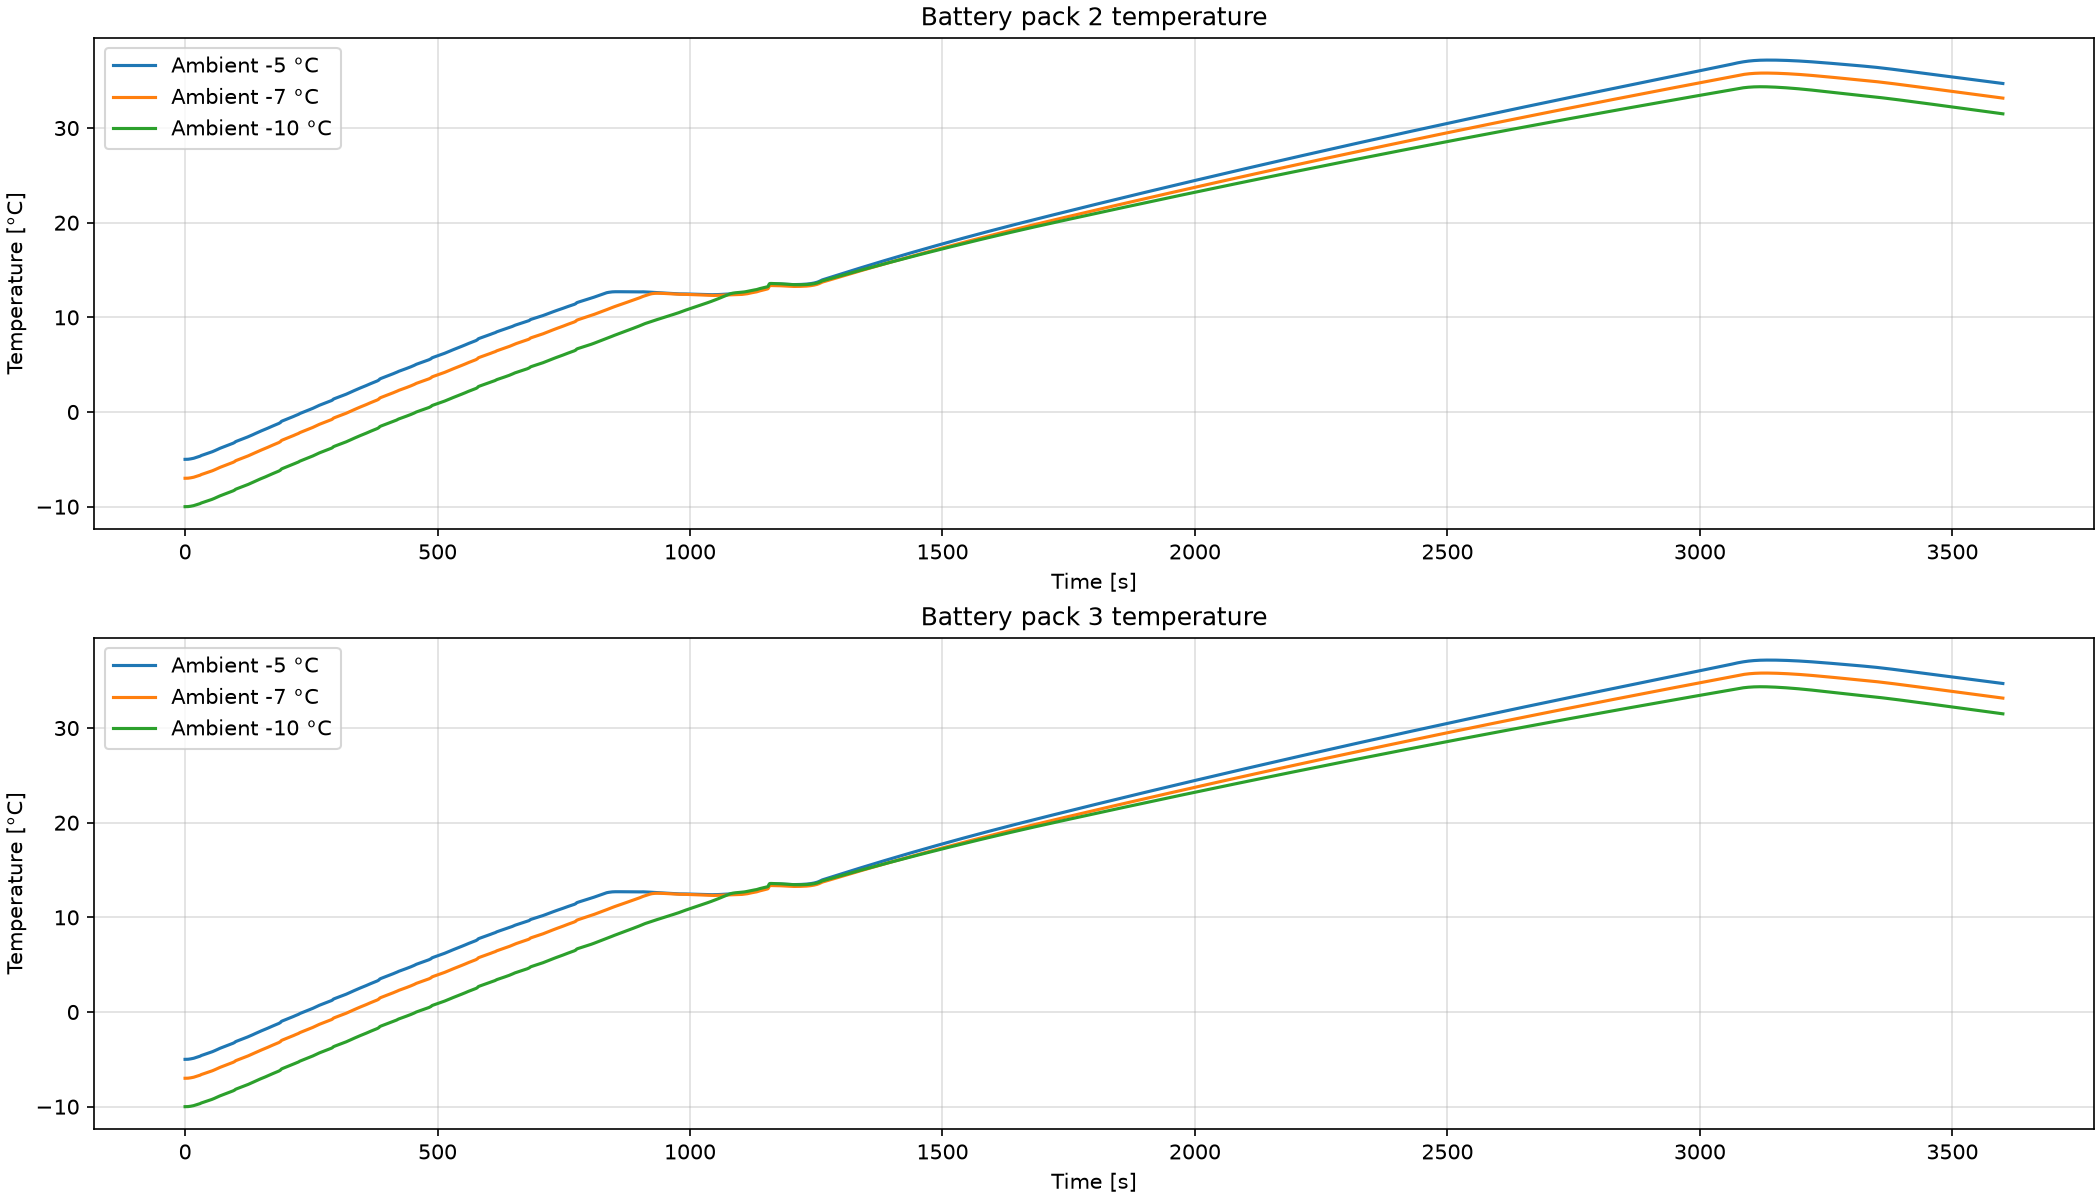 Battery pack 2 temperature
Ambient -5 °C
Ambient -7 °C
Ambient -10 °C
Temperature [°C]
30
20
10
0
−10
0 500 1000 1500 2000 2500 3000 3500
Time [s]
Battery pack 3 temperature
Ambient -5 °C
Ambient -7 °C
Ambient -10 °C
Temperature [°C]
30
20
10
0
−10
0 500 1000 1500 2000 2500 3000 3500
Time [s]